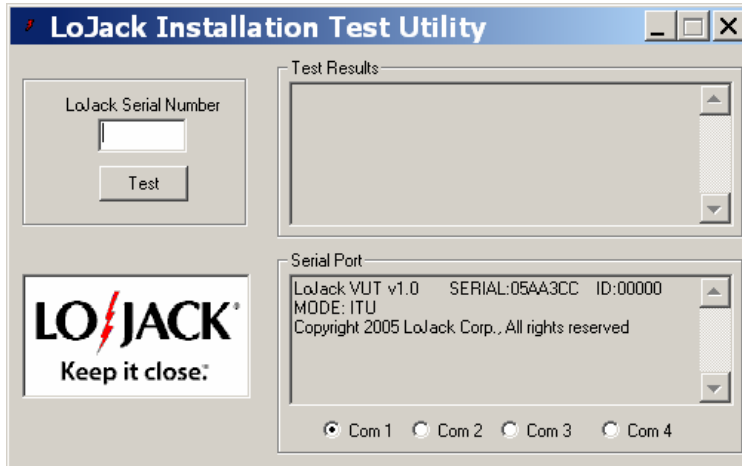 LoJack Installation Test Utility
LoJack Serial Number
Test
Test Results
LO/JACK®
Keep it close.
Serial Port
LoJack VUT v1.0 SERIAL:05AA3CC ID:00000
MODE: ITU
Copyright 2005 LoJack Corp., All rights reserved
Com 1 Com 2 Com 3 Com 4